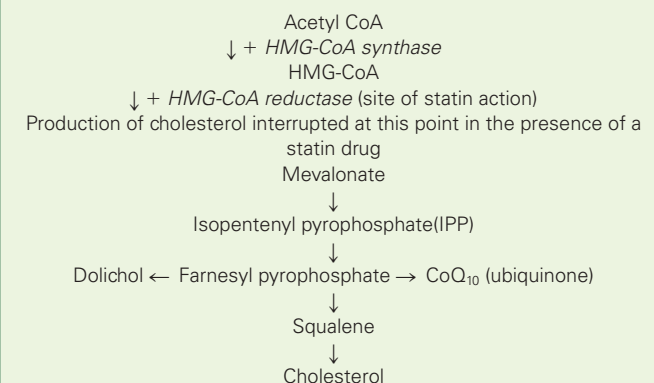 Acetyl CoA
↓ + HMG-CoA synthase
HMG-CoA
↓ + HMG-CoA reductase (site of statin action)
Production of cholesterol interrupted at this point in the presence of a
statin drug
Mevalonate
↓
Isopentenyl pyrophosphate(IPP)
↓
Dolichol ← Farnesyl pyrophosphate → CoQ₁₀ (ubiquinone)
↓
Squalene
↓
Cholesterol